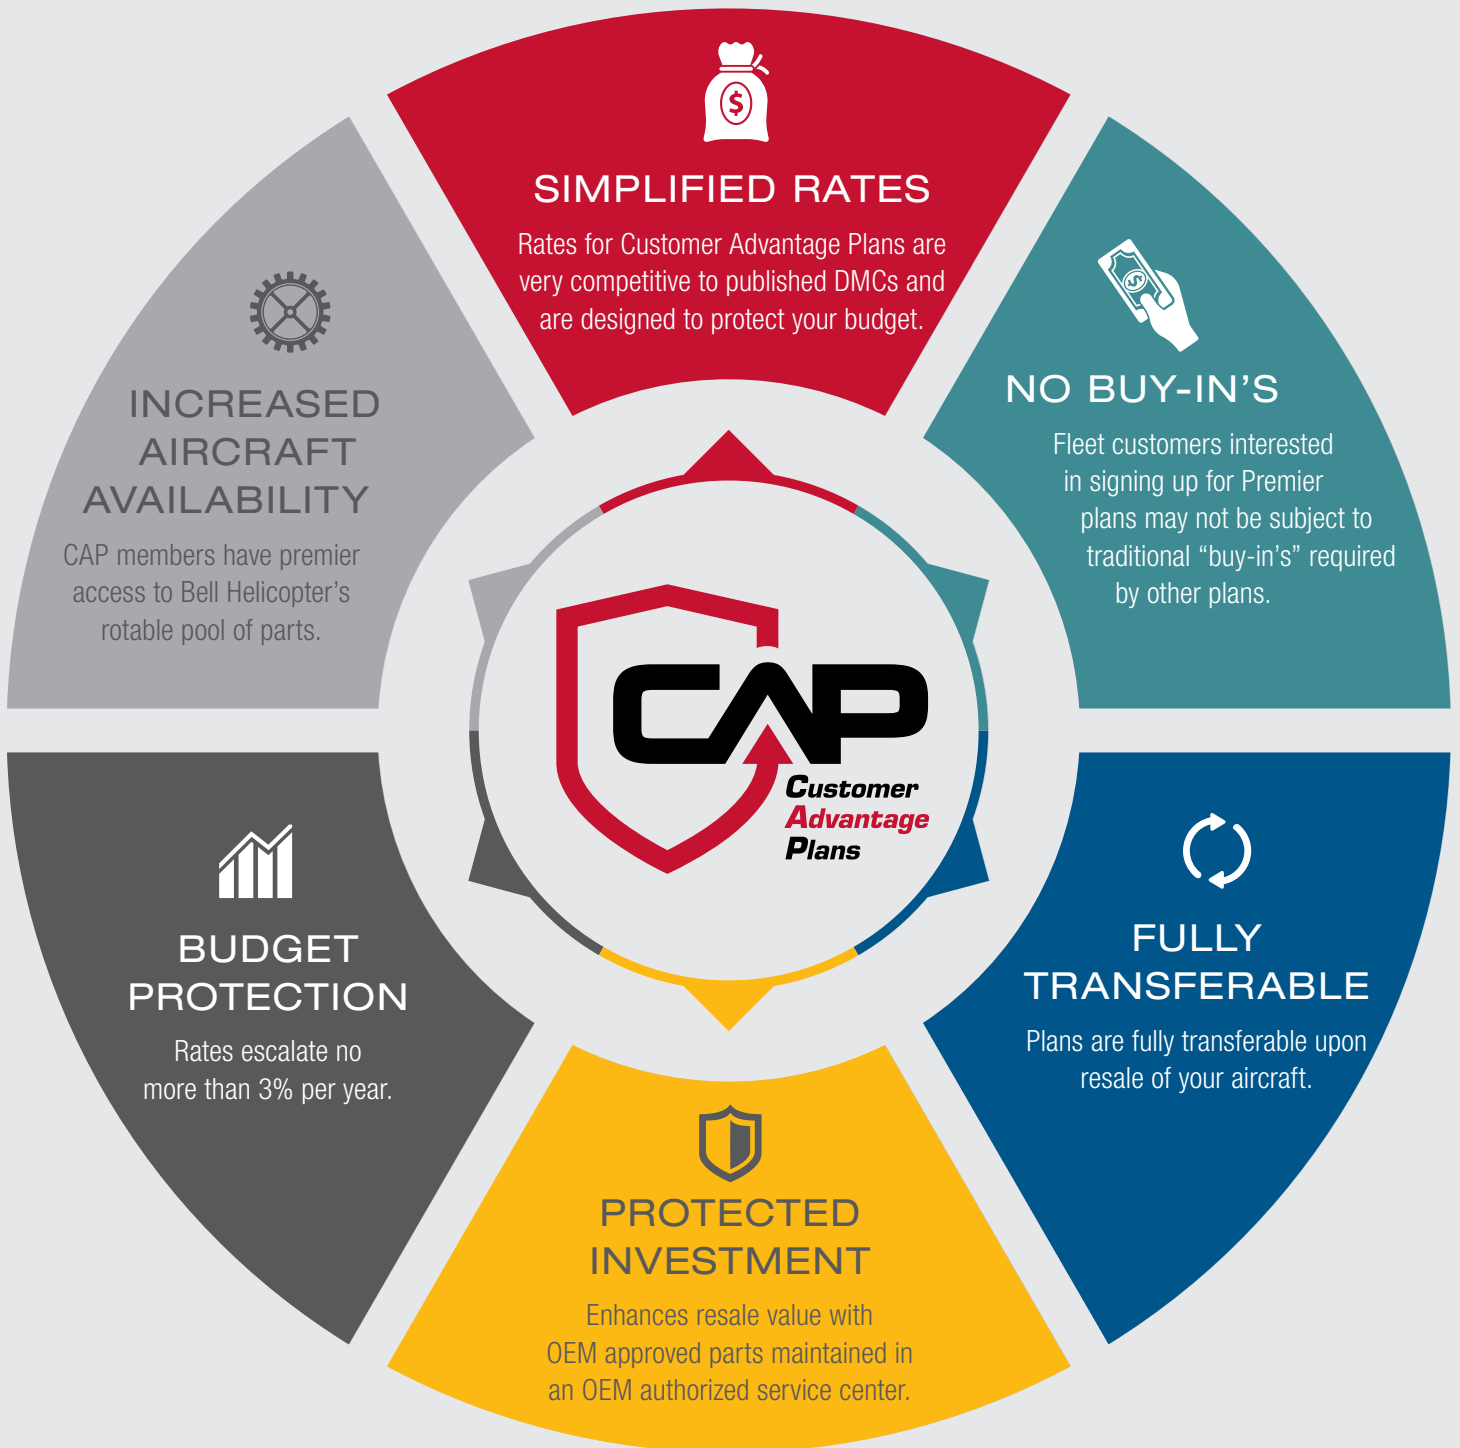 SIMPLIFIED RATES
Rates for Customer Advantage Plans are
very competitive to published DMCs and
are designed to protect your budget.
NO BUY-IN’S
Fleet customers interested
in signing up for Premier
plans may not be subject to
traditional “buy-in’s” required
by other plans.
FULLY
TRANSFERABLE
Plans are fully transferable upon
resale of your aircraft.
PROTECTED
INVESTMENT
Enhances resale value with
OEM approved parts maintained in
an OEM authorized service center.
BUDGET
PROTECTION
Rates escalate no
more than 3% per year.
INCREASED
AIRCRAFT
AVAILABILITY
CAP members have premier
access to Bell Helicopter’s
rotable pool of parts.
CAP
Customer
Advantage
Plans
$
$